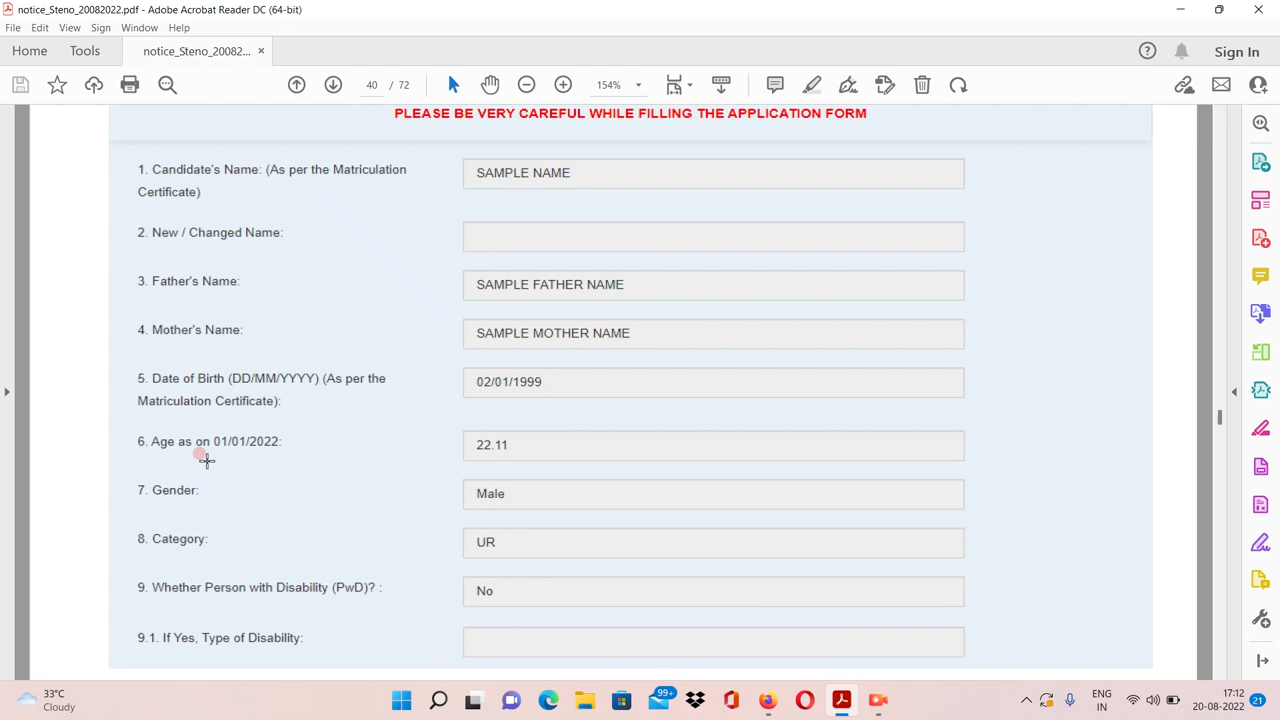 notice_Steno_20082022.pdf - Adobe Acrobat Reader DC (64-bit)
File Edit View Sign Window Help
Home Tools notice_Steno_20082... × Sign In
40 / 72 154%
PLEASE BE VERY CAREFUL WHILE FILLING THE APPLICATION FORM
1. Candidate's Name: (As per the Matriculation
Certificate)
SAMPLE NAME
2. New / Changed Name:
3. Father's Name:
SAMPLE FATHER NAME
4. Mother's Name:
SAMPLE MOTHER NAME
5. Date of Birth (DD/MM/YYYY) (As per the
Matriculation Certificate):
02/01/1999
6. Age as on 01/01/2022:
22.11
7. Gender:
Male
8. Category:
UR
9. Whether Person with Disability (PwD)? :
No
9.1. If Yes, Type of Disability:
33°C
Cloudy
99+
ENG
IN
17:12
20-08-2022
21